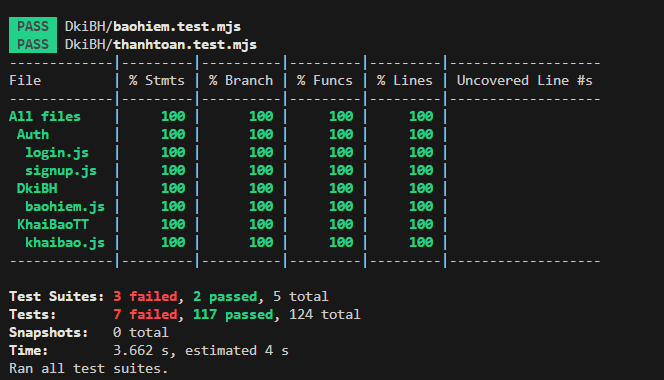 PASS DkiBH/baohiem.test.mjs
PASS DkiBH/thanhtoan.test.mjs
-------------|---------|----------|---------|---------|-------------------
File | % Stmts | % Branch | % Funcs | % Lines | Uncovered Line #s
-------------|---------|----------|---------|---------|-------------------
All files | 100 | 100 | 100 | 100 |
Auth | 100 | 100 | 100 | 100 |
login.js | 100 | 100 | 100 | 100 |
signup.js | 100 | 100 | 100 | 100 |
DkiBH | 100 | 100 | 100 | 100 |
baohiem.js | 100 | 100 | 100 | 100 |
KhaiBaoTT | 100 | 100 | 100 | 100 |
khaibao.js | 100 | 100 | 100 | 100 |
-------------|---------|----------|---------|---------|-------------------
Test Suites: 3 failed, 2 passed, 5 total
Tests: 7 failed, 117 passed, 124 total
Snapshots: 0 total
Time: 3.662 s, estimated 4 s
Ran all test suites.